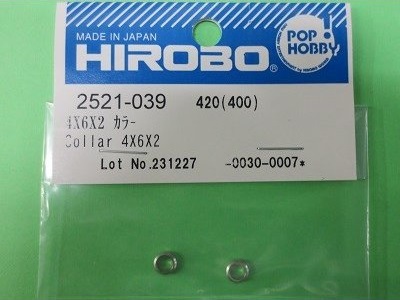 POP!
HOBBY
MADE IN JAPAN
HIROBO
2521-039 420(400)
4X6X2 カラー
Collar 4X6X2
Lot No.231227 -0030-0007*